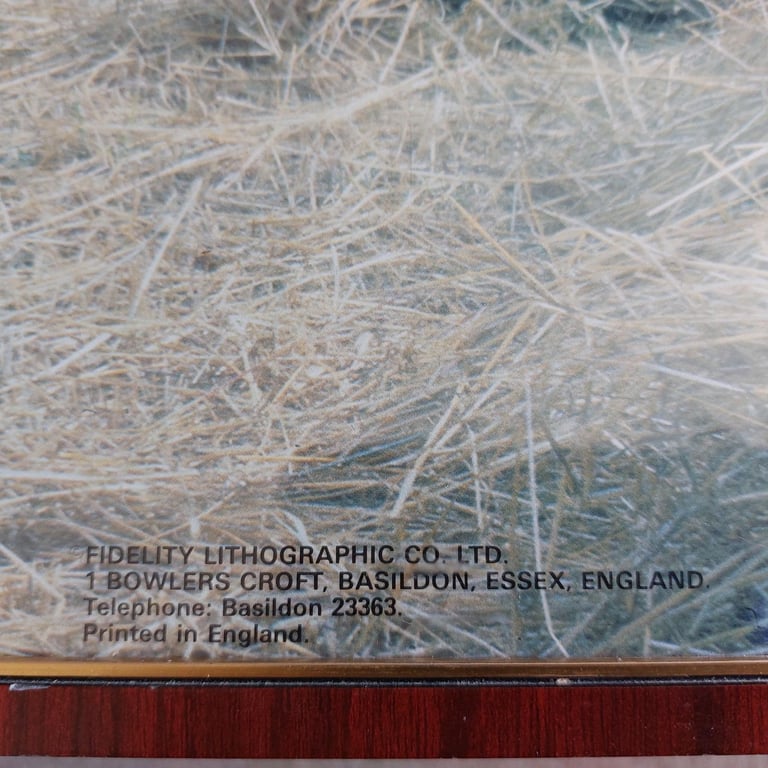 ©FIDELITY LITHOGRAPHIC CO. LTD.
1 BOWLERS CROFT, BASILDON, ESSEX, ENGLAND.
Telephone: Basildon 23363.
Printed in England.